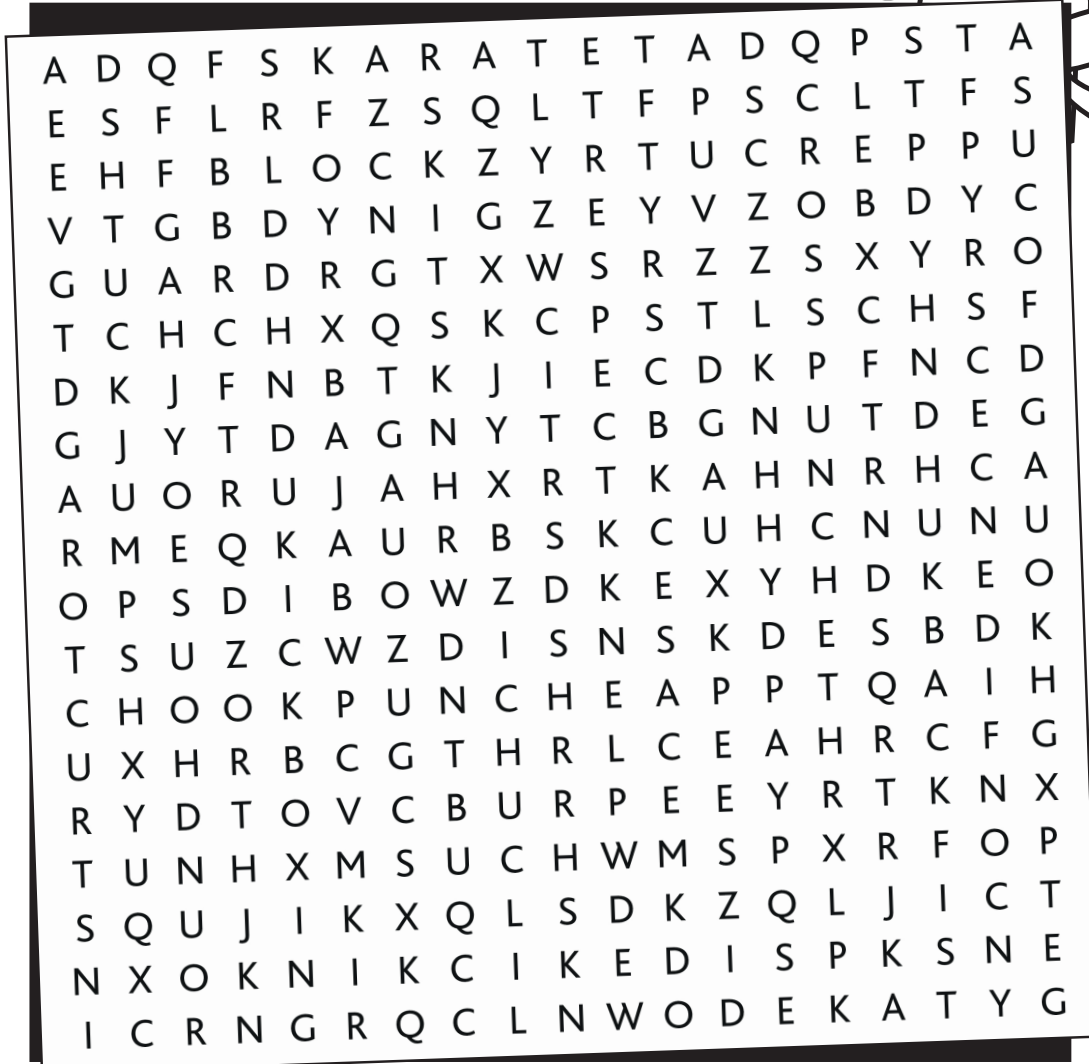 A D Q F S K A R A T E T A D Q P S T A
E S F L R F Z S Q L T F P S C L T F S
E H F B L O C K Z Y R T U C R E P P U
V T G B D Y N I G Z E Y V Z O B D Y C
G U A R D R G T X W S R Z Z S X Y R O
T C H C H X Q S K C P S T L S C H S F
D K J F N B T K J I E C D K P F N C D
G J Y T D A G N Y T C B G N U T D E G
A U O R U J A H X R T K A H N R H C A
R M E Q K A U R B S K C U H C N U N U
O P S D I B O W Z D K E X Y H D K E O
T S U Z C W Z D I S N S K D E S B D K
C H O O K P U N C H E A P P T Q A I H
U X H R B C G T H R L C E A H R C F G
R Y D T O V C B U R P E E Y R T K N X
T U N H X M S U C H W M S P X R F O P
S Q U J I K X Q L S D K Z Q L J I C T
N X O K N I K C I K E D I S P K S N E
I C R N G R Q C L N W O D E K A T Y G